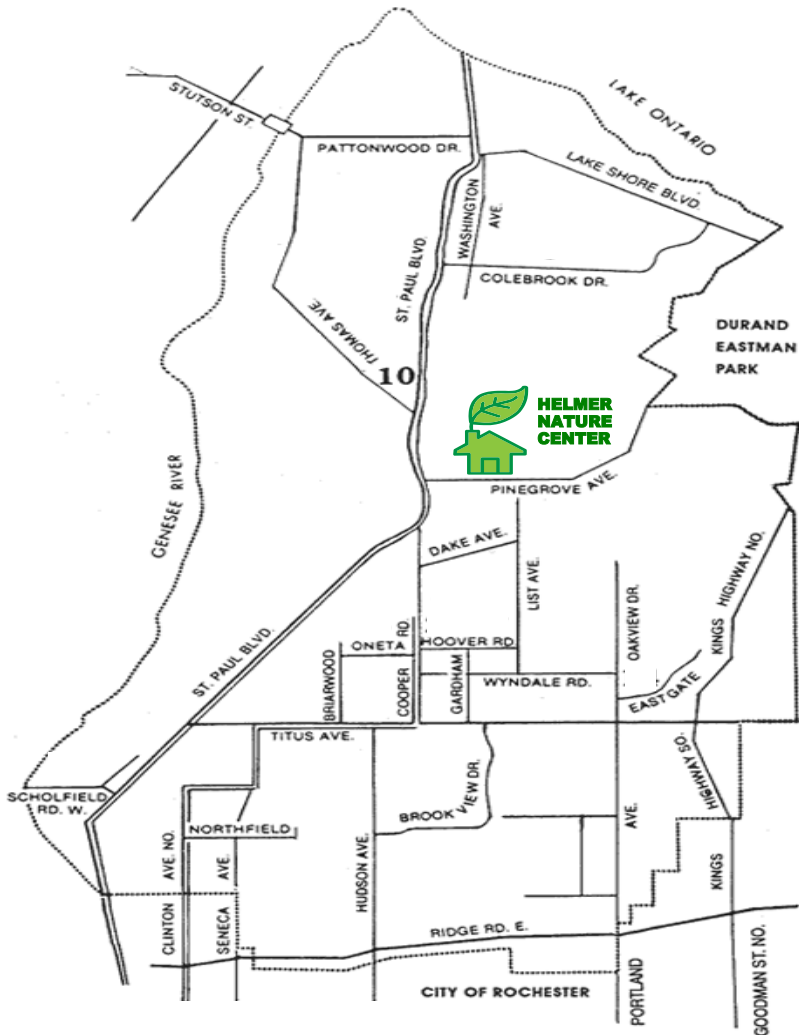 STUTSON ST.
LAKE ONTARIO
PATTONWOOD DR.
LAKE SHORE BLVD.
WASHINGTON
AVE.
ST. PAUL BLVD.
COLEBROOK DR.
THOMAS AVE.
10
DURAND
EASTMAN
PARK
HELMER
NATURE
CENTER
GENESEE RIVER
PINEGROVE AVE.
DAKE AVE.
LIST AVE.
KINGS HIGHWAY NO.
OAKVIEW DR.
ST. PAUL BLVD.
BRIARWOOD
ONETA
COOPER RD
HOOVER RD
GARDHAM
WYNDALE RD.
EAST GATE
TITUS AVE.
SCHOLFIELD
RD. W.
NORTHFIELD
BROOK VIEW DR.
HIGHWAY SO.
KINGS
CLINTON AVE. NO.
SENECA AVE.
HUDSON AVE.
RIDGE RD. E.
CITY OF ROCHESTER
PORTLAND AVE.
GOODMAN ST. NO.